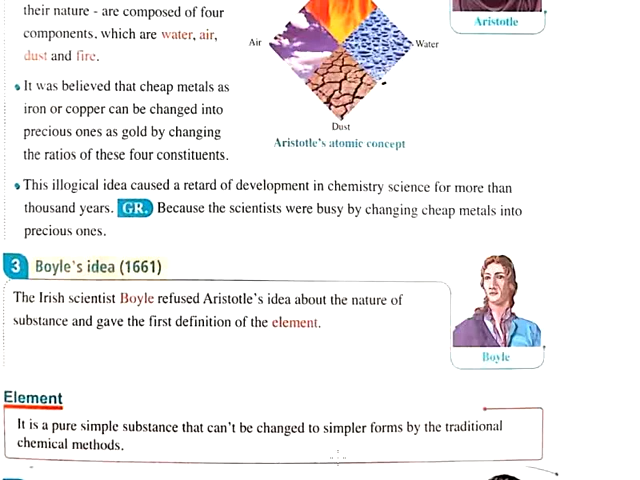 their nature - are composed of four
components, which are water, air,
dust and fire.
Aristotle
Air
Water
Dust
Aristotle's atomic concept
It was believed that cheap metals as
iron or copper can be changed into
precious ones as gold by changing
the ratios of these four constituents.
This illogical idea caused a retard of development in chemistry science for more than
thousand years. GR. Because the scientists were busy by changing cheap metals into
precious ones.
3 Boyle's idea (1661)
The Irish scientist Boyle refused Aristotle's idea about the nature of
substance and gave the first definition of the element.
Boyle
Element
It is a pure simple substance that can't be changed to simpler forms by the traditional
chemical methods.